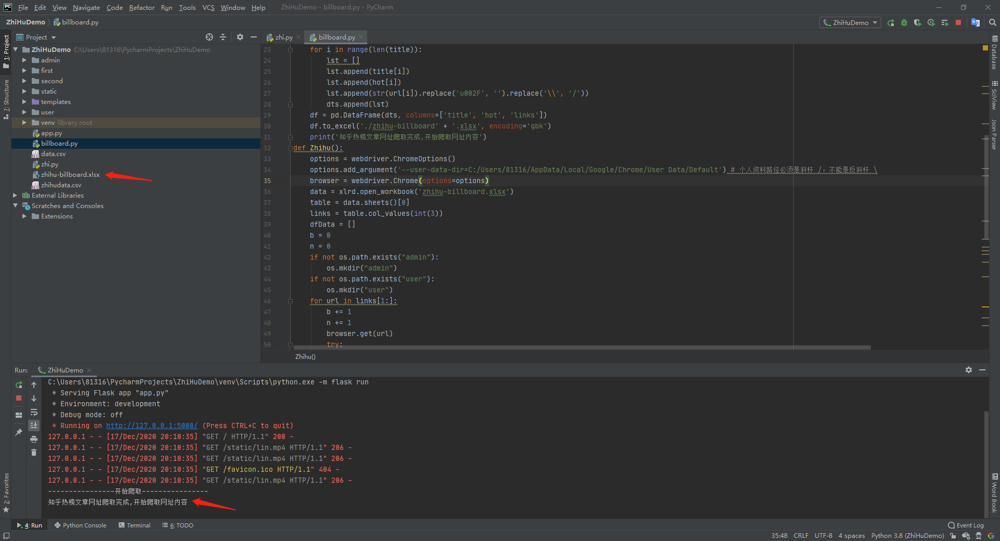 File Edit View Navigate Code Refactor Run Tools VCS Window Help ZhiHuDemo - billboard.py - PyCharm
ZhiHuDemo billboard.py ZhiHuDemo
Project zhi.py billboard.py
1: Project
7: Structure
2: Favorites
ZhiHuDemo C:\Users\81316\PycharmProjects\ZhiHuDemo
admin
first
second
static
templates
user
venv library root
app.py
billboard.py
data.csv
zhi.py
zhihu-billboard.xlsx
zhihudata.csv
External Libraries
Scratches and Consoles
Extensions
23 for i in range(len(title)):
24 lst = []
25 lst.append(title[i])
26 lst.append(hot[i])
27 lst.append(str(url[i]).replace('u002F', '').replace('\\', '/'))
28 dts.append(lst)
29 df = pd.DataFrame(dts, columns=['title', 'hot', 'links'])
30 df.to_excel('./zhihu-billboard' + '.xlsx', encoding='gbk')
31 print('知乎热榜文章网址爬取完成,开始爬取网址内容')
32 def Zhihu():
33 options = webdriver.ChromeOptions()
34 options.add_argument('--user-data-dir=C:/Users/81316/AppData/Local/Google/Chrome/User Data/Default') # 个人资料路径必须是斜杆 /，不能是反斜杆 \
35 browser = webdriver.Chrome(options=options)
36 data = xlrd.open_workbook('zhihu-billboard.xlsx')
37 table = data.sheets()[0]
38 links = table.col_values(int(3))
39 dfData = []
40 b = 0
41 n = 0
42 if not os.path.exists("admin"):
43 os.mkdir("admin")
44 if not os.path.exists("user"):
45 os.mkdir("user")
46 for url in links[1:]:
47 b += 1
48 n += 1
49 browser.get(url)
50 try:
Zhihu()
Database
SciView
Json Parser
Word Book
Run: ZhiHuDemo
C:\Users\81316\PycharmProjects\ZhiHuDemo\venv\Scripts\python.exe -m flask run
* Serving Flask app "app.py"
* Environment: development
* Debug mode: off
* Running on http://127.0.0.1:5000/ (Press CTRL+C to quit)
127.0.0.1 - - [17/Dec/2020 20:10:35] "GET / HTTP/1.1" 200 -
127.0.0.1 - - [17/Dec/2020 20:10:35] "GET /static/lin.mp4 HTTP/1.1" 206 -
127.0.0.1 - - [17/Dec/2020 20:10:35] "GET /static/lin.mp4 HTTP/1.1" 206 -
127.0.0.1 - - [17/Dec/2020 20:10:35] "GET /favicon.ico HTTP/1.1" 404 -
127.0.0.1 - - [17/Dec/2020 20:10:35] "GET /static/lin.mp4 HTTP/1.1" 206 -
----------------开始爬取----------------
知乎热榜文章网址爬取完成,开始爬取网址内容
4: Run Python Console Terminal 6: TODO Event Log
35:48 CRLF UTF-8 4 spaces Python 3.8 (ZhiHuDemo)